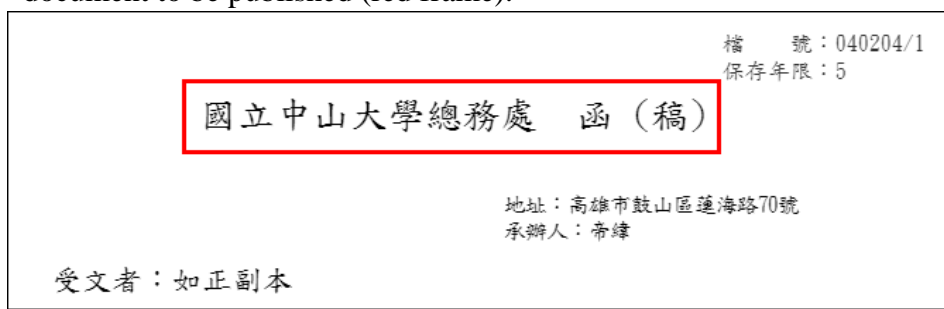 document to be published (red frame).
檔　　號：040204/1
保存年限：5
國立中山大學總務處　函（稿）
地址：高雄市鼓山區蓮海路70號
承辦人：帝緯
受文者：如正副本